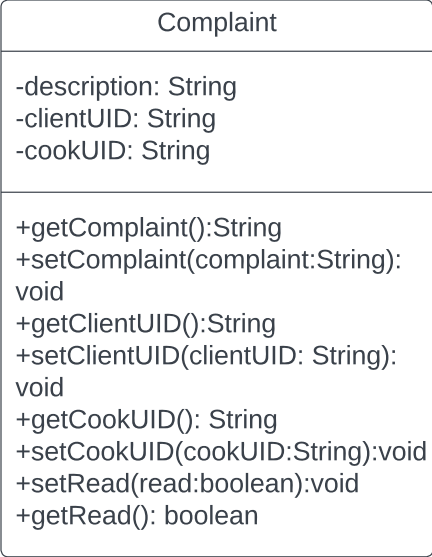 Complaint
-description: String
-clientUID: String
-cookUID: String
+getComplaint():String
+setComplaint(complaint:String):
void
+getClientUID():String
+setClientUID(clientUID: String):
void
+getCookUID(): String
+setCookUID(cookUID:String):void
+setRead(read:boolean):void
+getRead(): boolean